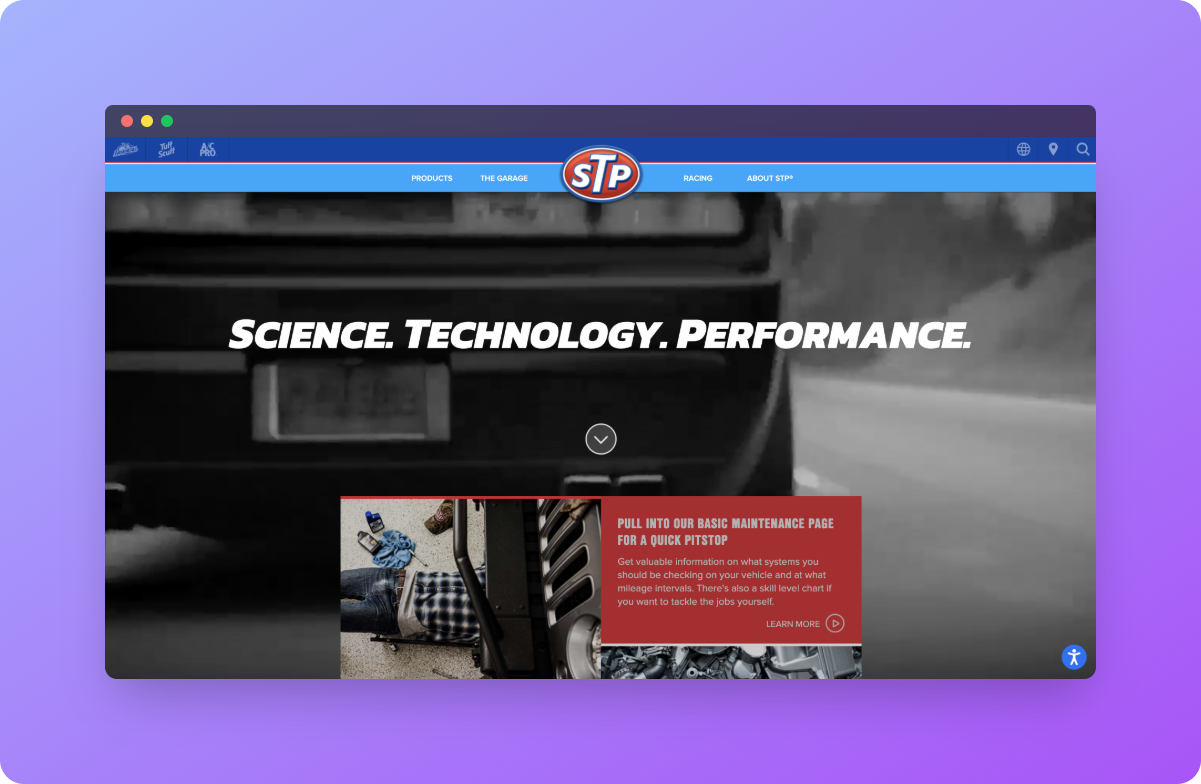 Tuff
Stuff
A/C
PRO
STP
PRODUCTS
THE GARAGE
RACING
ABOUT STP®
SCIENCE. TECHNOLOGY. PERFORMANCE.
PULL INTO OUR BASIC MAINTENANCE PAGE
FOR A QUICK PITSTOP
Get valuable information on what systems you
should be checking on your vehicle and at what
mileage intervals. There's also a skill level chart if
you want to tackle the jobs yourself.
LEARN MORE